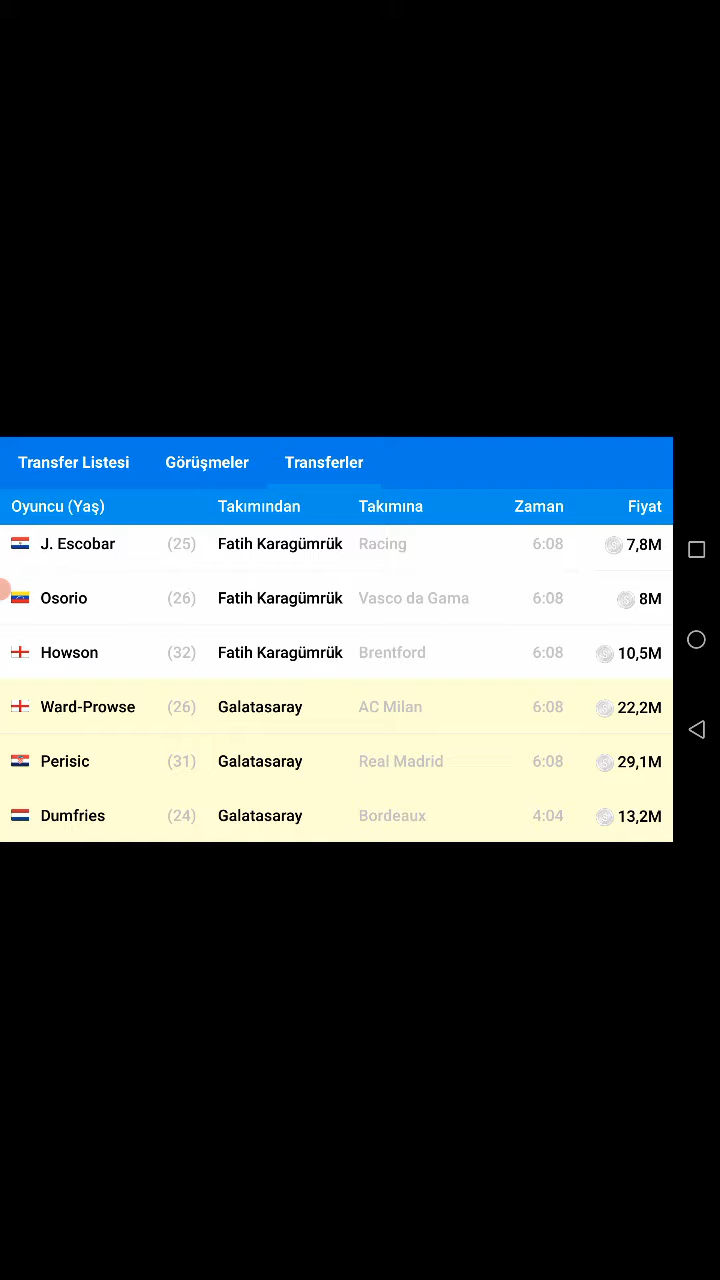 Transfer Listesi Görüşmeler Transferler
Oyuncu (Yaş) Takımından Takımına Zaman Fiyat
J. Escobar (25) Fatih Karagümrük Racing 6:08 7,8M
Osorio (26) Fatih Karagümrük Vasco da Gama 6:08 8M
Howson (32) Fatih Karagümrük Brentford 6:08 10,5M
Ward-Prowse (26) Galatasaray AC Milan 6:08 22,2M
Perisic (31) Galatasaray Real Madrid 6:08 29,1M
Dumfries (24) Galatasaray Bordeaux 4:04 13,2M